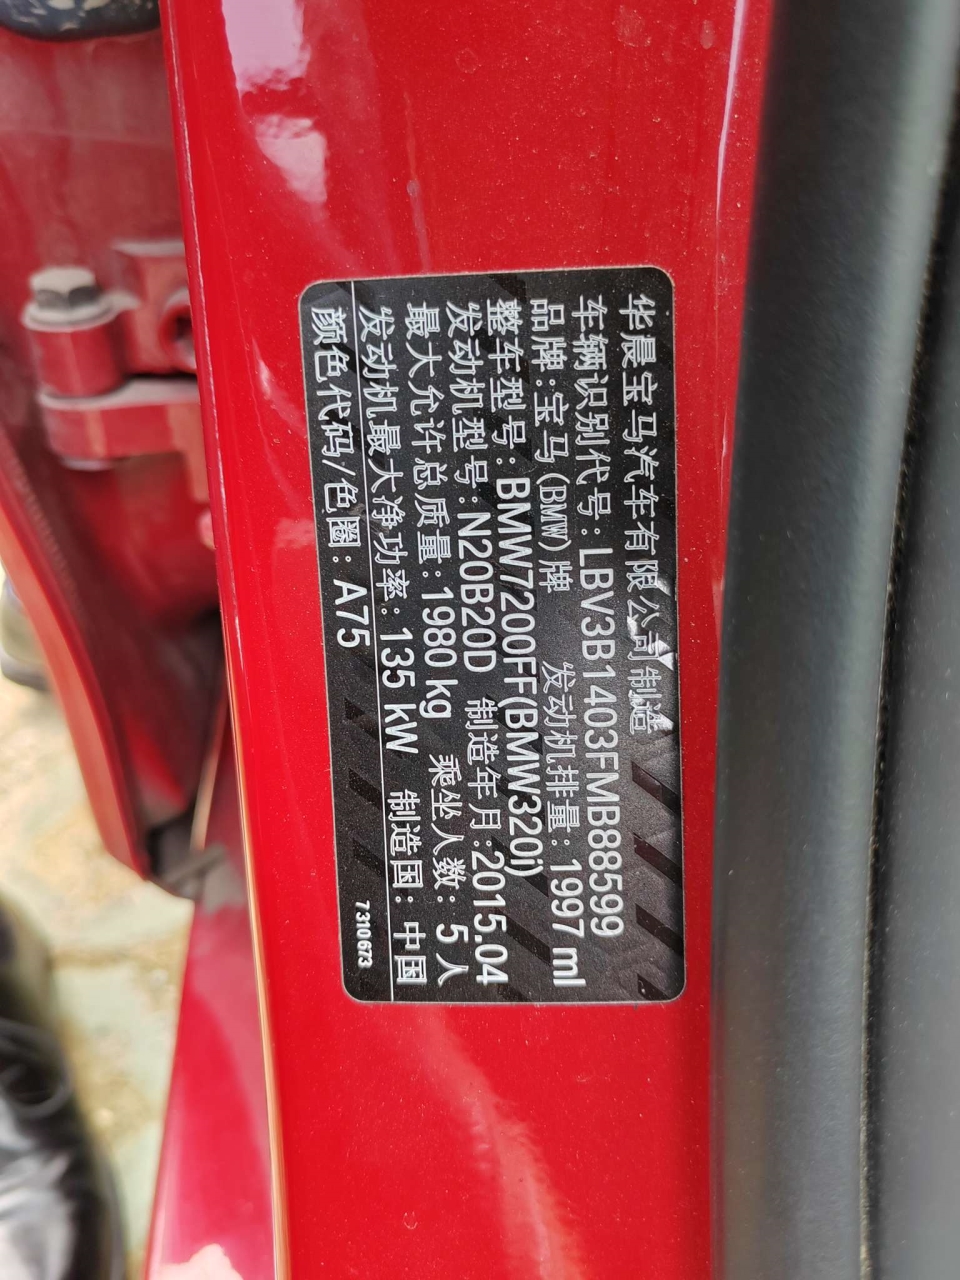 华晨宝马汽车有限公司制造
车辆识别代号：LBV3B1403FMB88599
品牌：宝马(BMW)牌 发动机排量：1997 ml
整车型号：BMW7200FF(BMW320i)
发动机型号：N20B20D 制造年月：2015.04
最大允许总质量：1980 kg 乘坐人数：5人
发动机最大净功率：135 kW 制造国：中国
颜色代码/色圈：A75
7310673